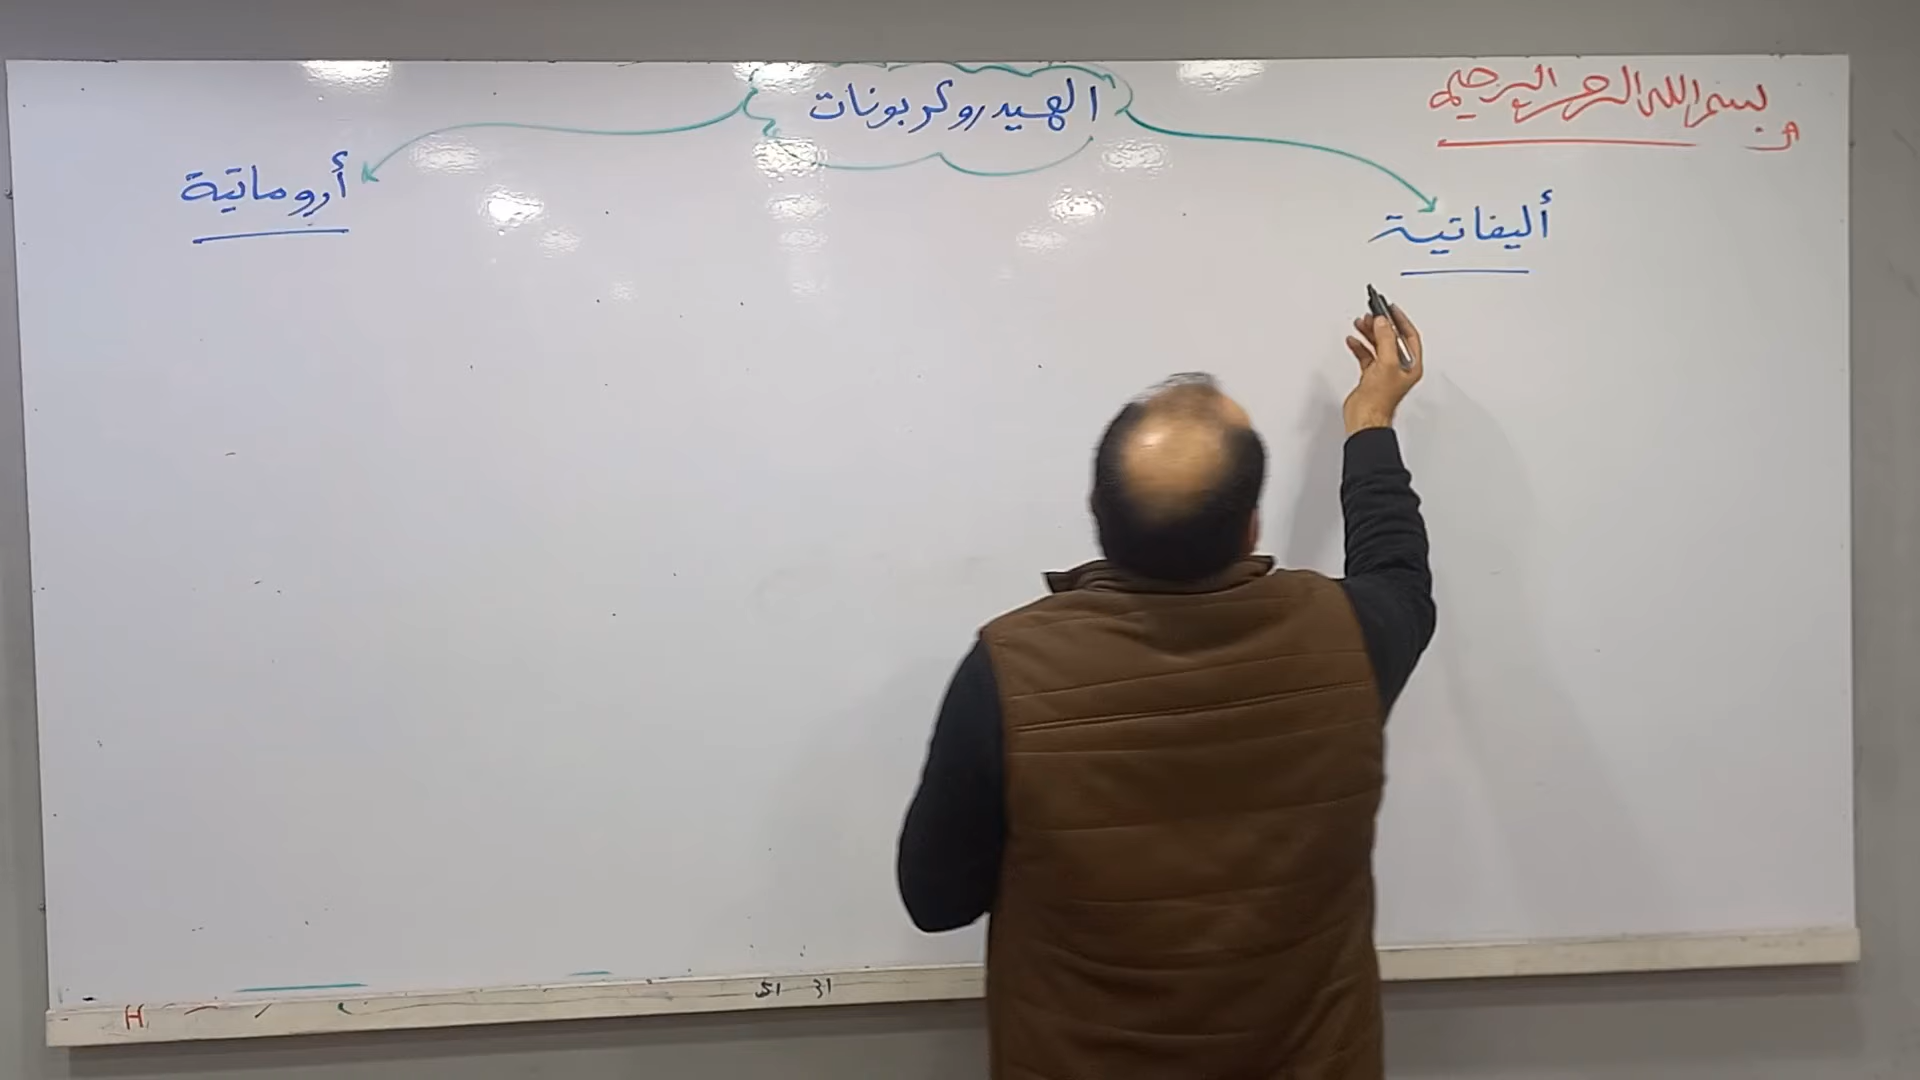 بسم الله الرحمن الرحيم
الهيدروكربونات
أليفاتية
أروماتية
H